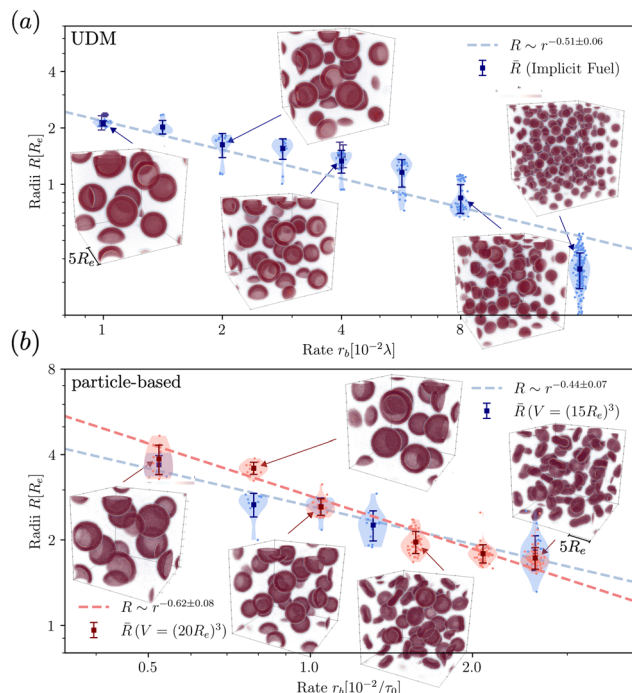 (a)
UDM
R ~ r^{-0.51±0.06}
R̄ (Implicit Fuel)
4
2
1
Radii R[R_e]
5R_e
1
2
4
8
Rate r_b[10^{-2}λ]
(b)
particle-based
R ~ r^{-0.44±0.07}
R̄(V = (15R_e)^3)
8
4
2
1
Radii R[R_e]
5R_e
R ~ r^{-0.62±0.08}
R̄(V = (20R_e)^3)
0.5
1.0
2.0
Rate r_b[10^{-2}/τ_0]